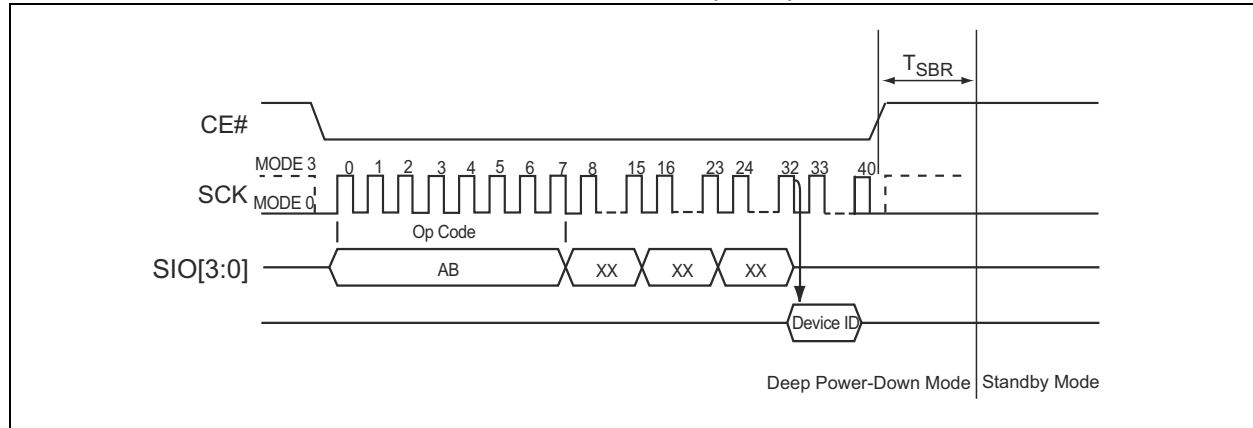 T_SBR
CE#
MODE 3
0 1 2 3 4 5 6 7 8 15 16 23 24 32 33 40
SCK
MODE 0
Op Code
SIO[3:0]
AB XX XX XX
Device ID
Deep Power-Down Mode Standby Mode